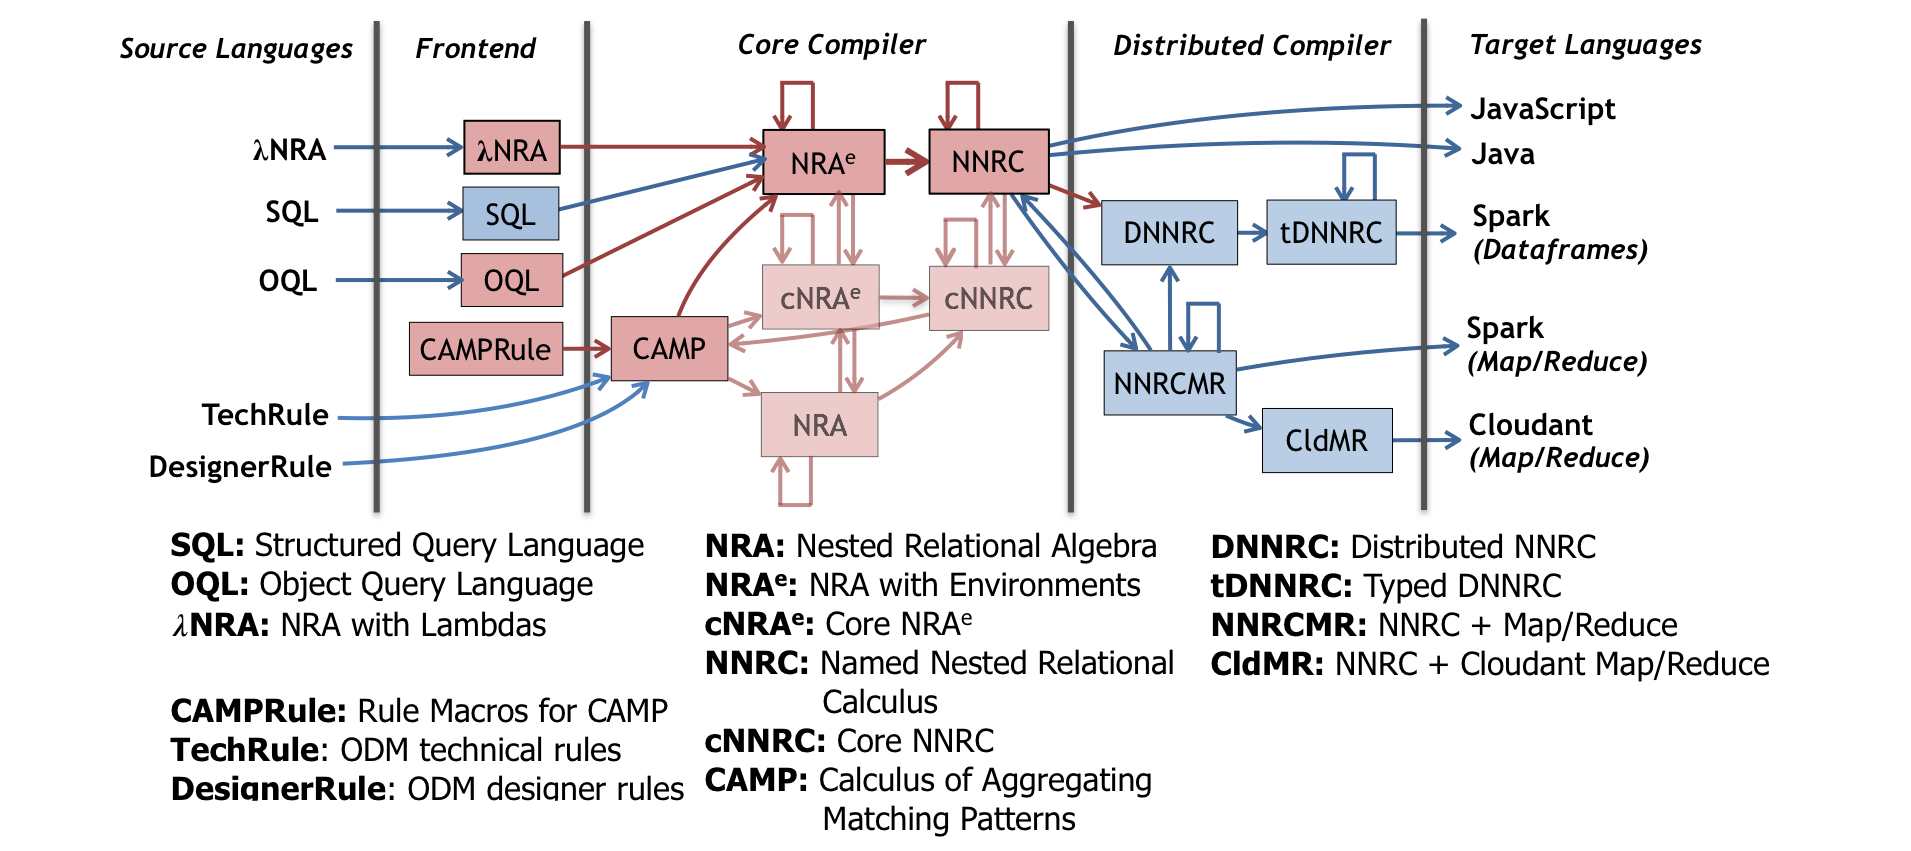 Source Languages
Frontend
Core Compiler
Distributed Compiler
Target Languages
λNRA
λNRA
NRAᵉ
NNRC
JavaScript
Java
SQL
SQL
DNNRC
tDNNRC
Spark
(Dataframes)
OQL
OQL
cNRAᵉ
cNNRC
CAMPRule
CAMP
Spark
(Map/Reduce)
NNRCMR
TechRule
NRA
CldMR
Cloudant
(Map/Reduce)
DesignerRule
SQL: Structured Query Language
OQL: Object Query Language
λNRA: NRA with Lambdas
CAMPRule: Rule Macros for CAMP
TechRule: ODM technical rules
DesignerRule: ODM designer rules
NRA: Nested Relational Algebra
NRAᵉ: NRA with Environments
cNRAᵉ: Core NRAᵉ
NNRC: Named Nested Relational
Calculus
cNNRC: Core NNRC
CAMP: Calculus of Aggregating
Matching Patterns
DNNRC: Distributed NNRC
tDNNRC: Typed DNNRC
NNRCMR: NNRC + Map/Reduce
CldMR: NNRC + Cloudant Map/Reduce